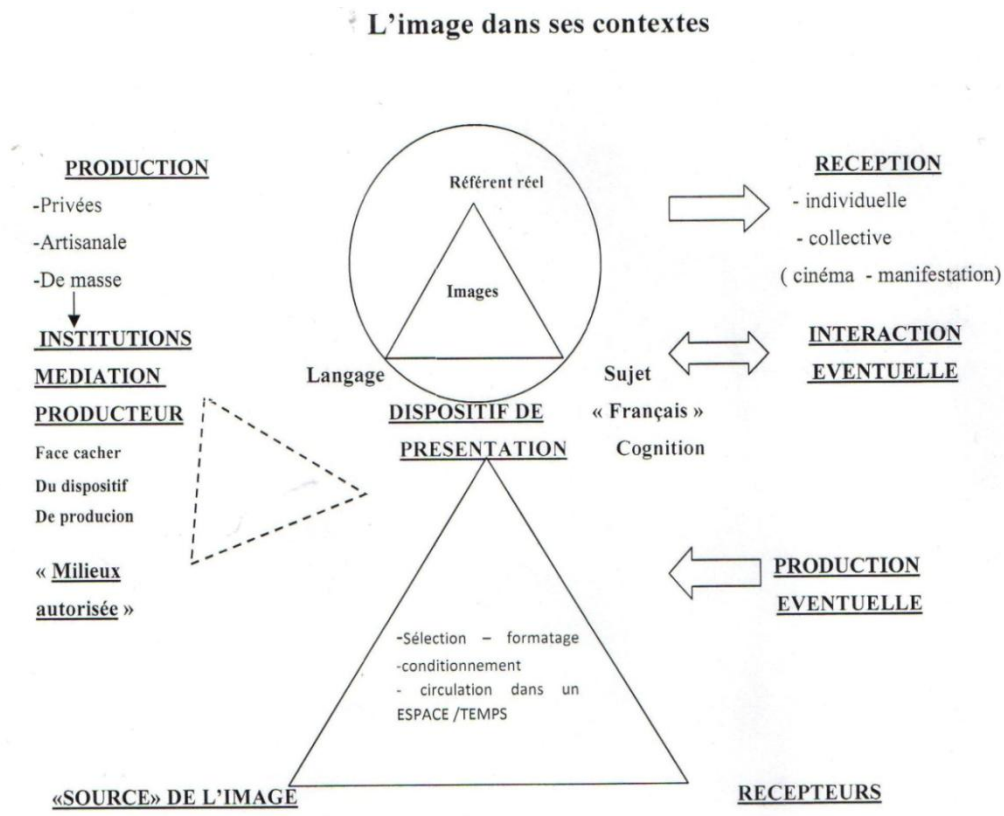 L'image dans ses contextes
PRODUCTION
-Privées
-Artisanale
-De masse
INSTITUTIONS
MEDIATION
PRODUCTEUR
Face cacher
Du dispositif
De producion
« Milieux
autorisée »
Référent réel
Images
Langage
Sujet
« Français »
Cognition
DISPOSITIF DE
PRESENTATION
-Sélection – formatage
-conditionnement
- circulation dans un
ESPACE /TEMPS
RECEPTION
- individuelle
- collective
( cinéma - manifestation)
INTERACTION
EVENTUELLE
PRODUCTION
EVENTUELLE
«SOURCE» DE L'IMAGE
RECEPTEURS